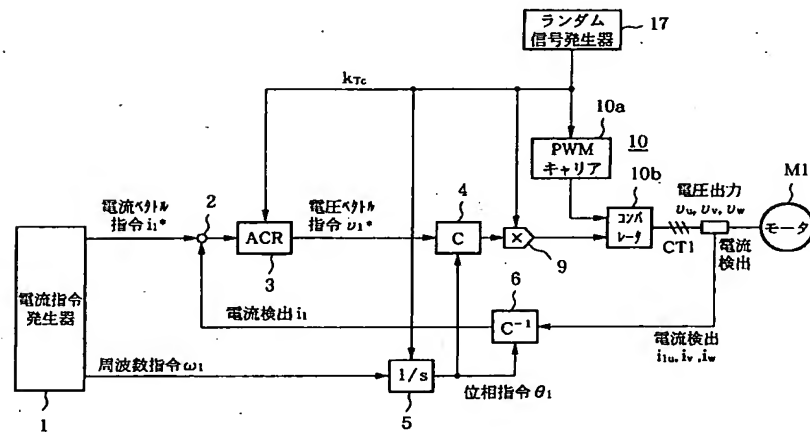 ランダム
信号発生器
17
kTc
10a
10
PWM
キャリア
M1
電流ベクトル
指令 i₁*
2
ACR
3
電圧ベクトル
指令 υ₁*
4
C
×
9
10b
コンパ
レータ
電圧出力
υu, υv, υw
CT1
電流
検出
モータ
電流指令
発生器
1
電流検出 i₁
6
C⁻¹
電流検出
i₁u, iv, iw
周波数指令 ω₁
1/s
5
位相指令 θ₁